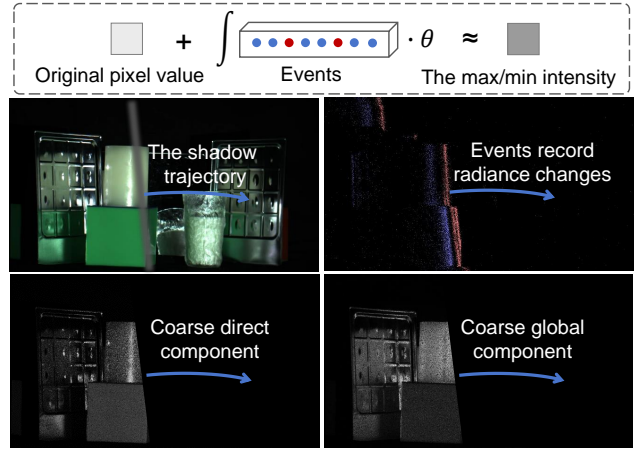 + ∫ · θ ≈
Original pixel value Events The max/min intensity
The shadow
trajectory
Events record
radiance changes
Coarse direct
component
Coarse global
component